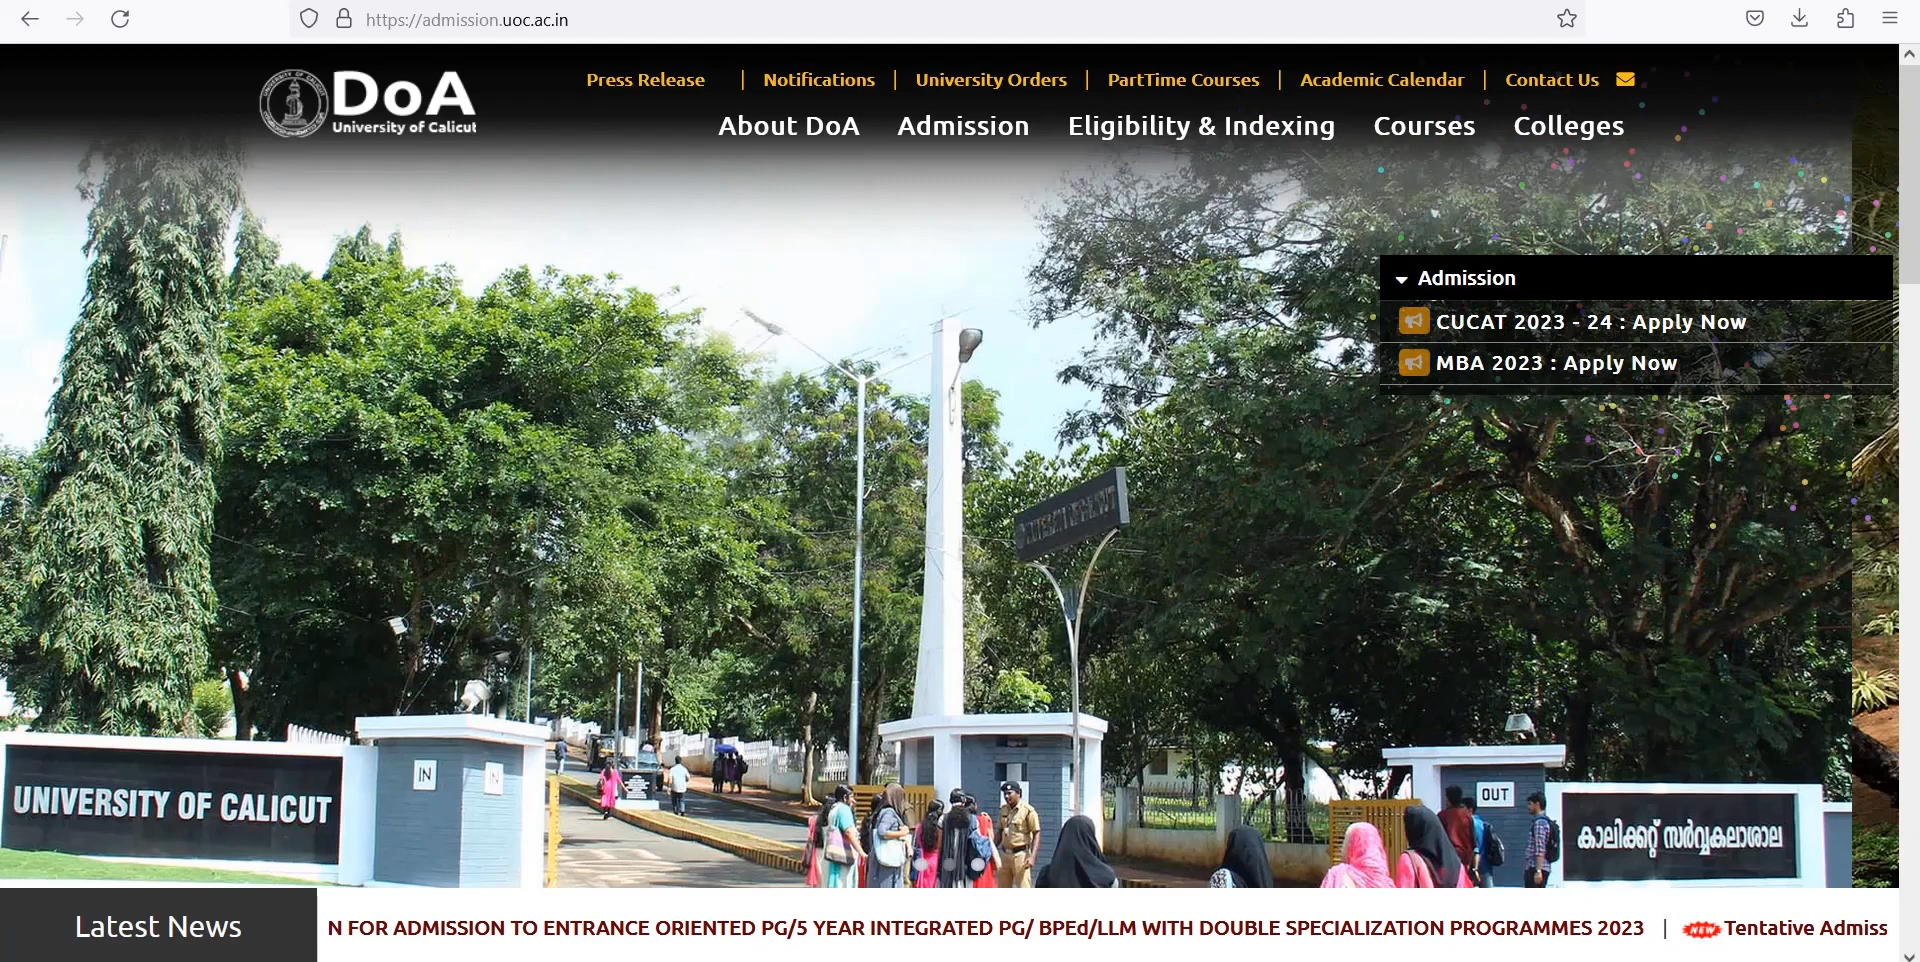 https://admission.uoc.ac.in
DoA
University of Calicut
Press Release | Notifications | University Orders | PartTime Courses | Academic Calendar | Contact Us
About DoA Admission Eligibility & Indexing Courses Colleges
Admission
CUCAT 2023 - 24 : Apply Now
MBA 2023 : Apply Now
IN
IN
OUT
UNIVERSITY OF CALICUT
കാലിക്കറ്റ് സർവ്വകലാശാല
Latest News
N FOR ADMISSION TO ENTRANCE ORIENTED PG/5 YEAR INTEGRATED PG/ BPEd/LLM WITH DOUBLE SPECIALIZATION PROGRAMMES 2023 | NEW Tentative Admiss